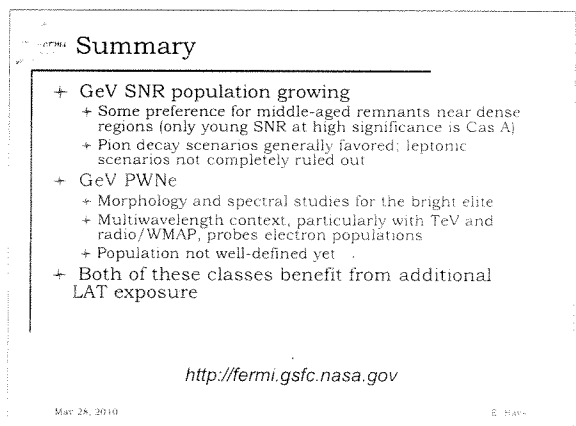 Summary
+ GeV SNR population growing
+ Some preference for middle-aged remnants near dense
regions (only young SNR at high significance is Cas A)
+ Pion decay scenarios generally favored; leptonic
scenarios not completely ruled out
+ GeV PWNe
+ Morphology and spectral studies for the bright elite
+ Multiwavelength context, particularly with TeV and
radio/WMAP, probes electron populations
+ Population not well-defined yet
+ Both of these classes benefit from additional
LAT exposure
http://fermi.gsfc.nasa.gov
May 28, 2010
E.